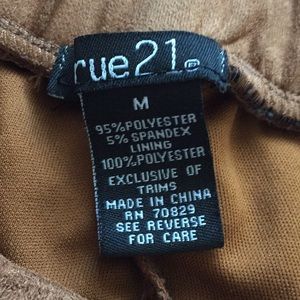 rue21®
M
95%POLYESTER
5% SPANDEX
LINING
100%POLYESTER
EXCLUSIVE OF
TRIMS
MADE IN CHINA
RN 70829
SEE REVERSE
FOR CARE